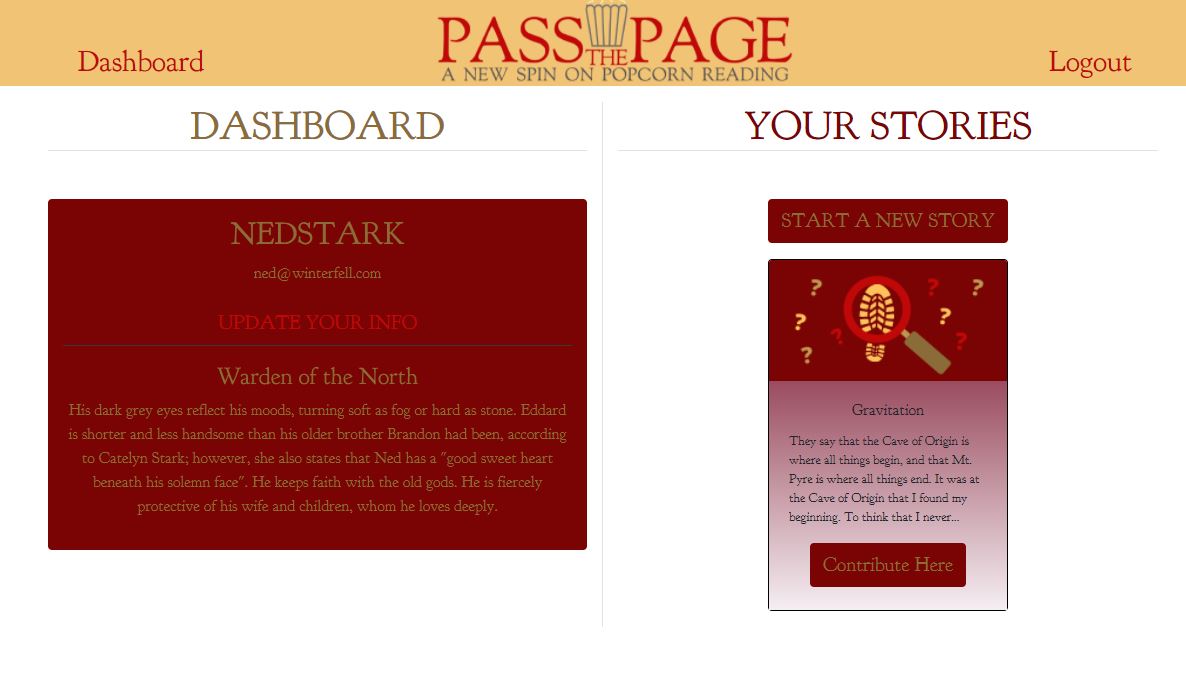 Dashboard
PASS THE PAGE
A NEW SPIN ON POPCORN READING
Logout
DASHBOARD
NEDSTARK
ned@winterfell.com
UPDATE YOUR INFO
Warden of the North
His dark grey eyes reflect his moods, turning soft as fog or hard as stone. Eddard
is shorter and less handsome than his older brother Brandon had been, according
to Catelyn Stark; however, she also states that Ned has a "good sweet heart
beneath his solemn face". He keeps faith with the old gods. He is fiercely
protective of his wife and children, whom he loves deeply.
YOUR STORIES
START A NEW STORY
? ? ? ? ? ? ? ?
Gravitation
They say that the Cave of Origin is
where all things begin, and that Mt.
Pyre is where all things end. It was at
the Cave of Origin that I found my
beginning. To think that I never...
Contribute Here